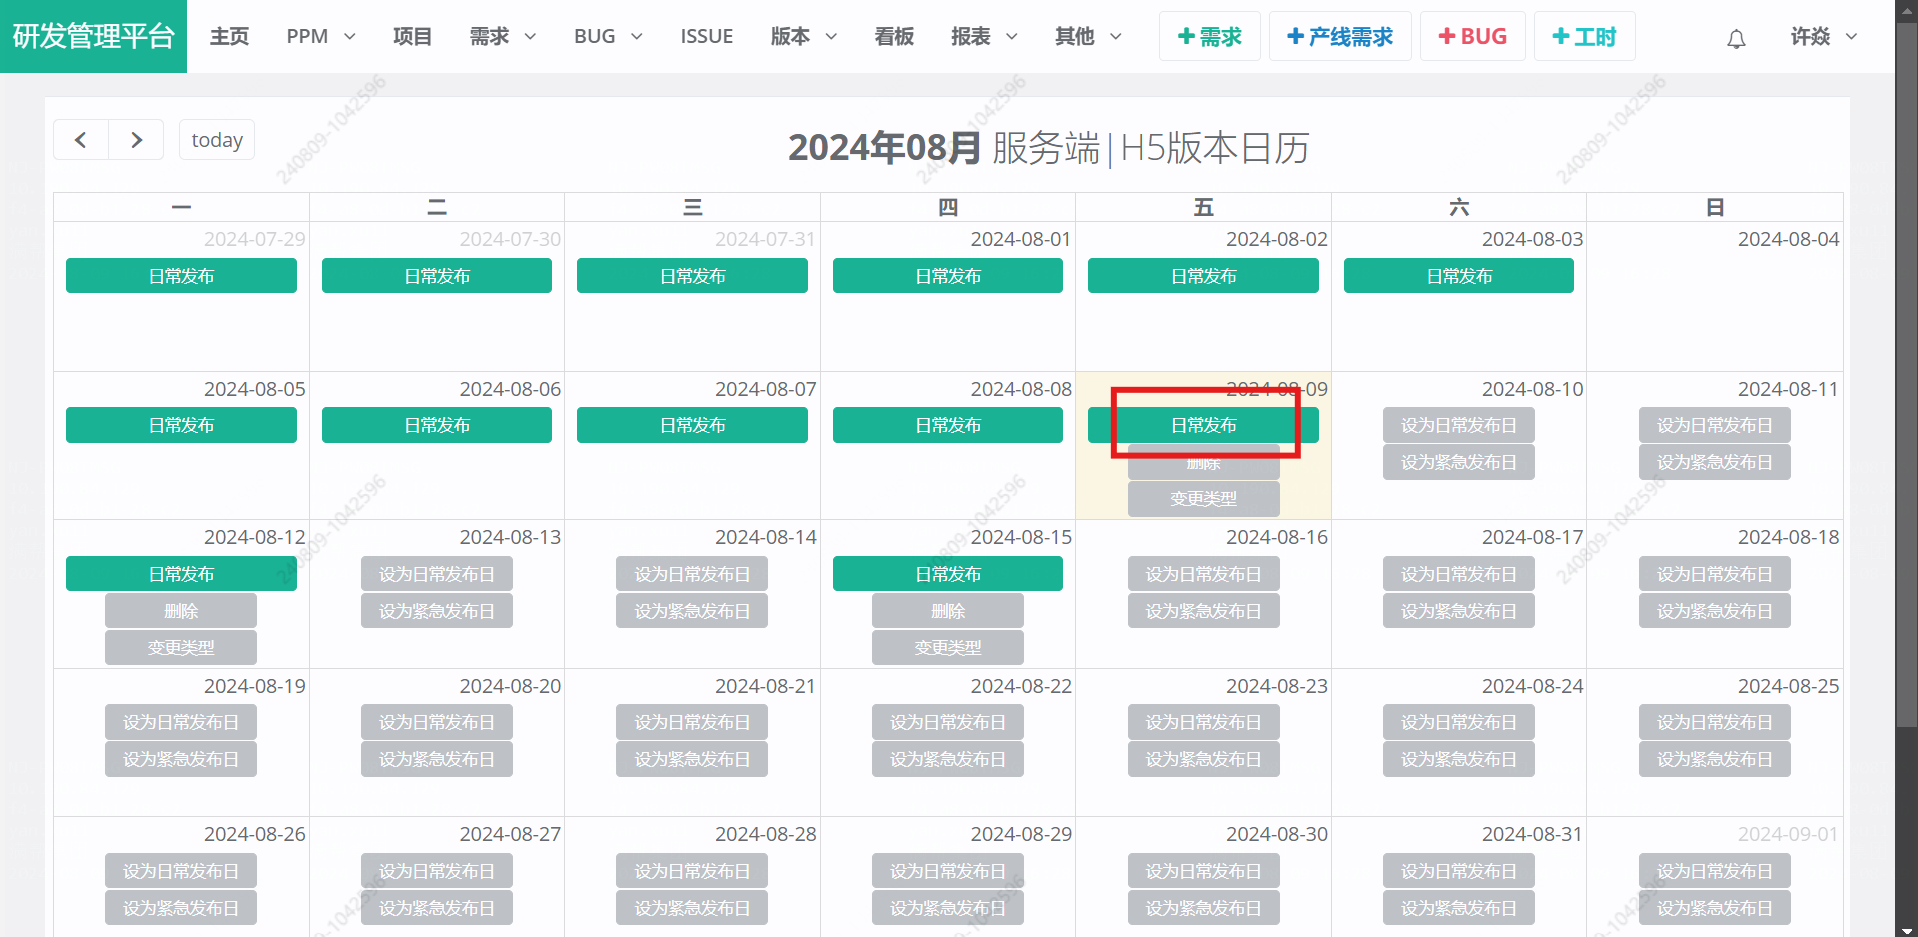 研发管理平台 主页 PPM 项目 需求 BUG ISSUE 版本 看板 报表 其他 +需求 +产线需求 +BUG +工时 许焱
today
2024年08月 服务端|H5版本日历
一 二 三 四 五 六 日
2024-07-29 2024-07-30 2024-07-31 2024-08-01 2024-08-02 2024-08-03 2024-08-04
日常发布 日常发布 日常发布 日常发布 日常发布 日常发布
2024-08-05 2024-08-06 2024-08-07 2024-08-08 2024-08-09 2024-08-10 2024-08-11
日常发布 日常发布 日常发布 日常发布 日常发布 设为日常发布日 设为日常发布日
删除 设为紧急发布日 设为紧急发布日
变更类型
2024-08-12 2024-08-13 2024-08-14 2024-08-15 2024-08-16 2024-08-17 2024-08-18
日常发布 设为日常发布日 设为日常发布日 日常发布 设为日常发布日 设为日常发布日 设为日常发布日
删除 设为紧急发布日 设为紧急发布日 删除 设为紧急发布日 设为紧急发布日 设为紧急发布日
变更类型 变更类型
2024-08-19 2024-08-20 2024-08-21 2024-08-22 2024-08-23 2024-08-24 2024-08-25
设为日常发布日 设为日常发布日 设为日常发布日 设为日常发布日 设为日常发布日 设为日常发布日 设为日常发布日
设为紧急发布日 设为紧急发布日 设为紧急发布日 设为紧急发布日 设为紧急发布日 设为紧急发布日 设为紧急发布日
2024-08-26 2024-08-27 2024-08-28 2024-08-29 2024-08-30 2024-08-31 2024-09-01
设为日常发布日 设为日常发布日 设为日常发布日 设为日常发布日 设为日常发布日 设为日常发布日 设为日常发布日
设为紧急发布日 设为紧急发布日 设为紧急发布日 设为紧急发布日 设为紧急发布日 设为紧急发布日 设为紧急发布日
240809-1042596
240809-1042596
240809-1042596
240809-1042596
240809-1042596
240809-1042596